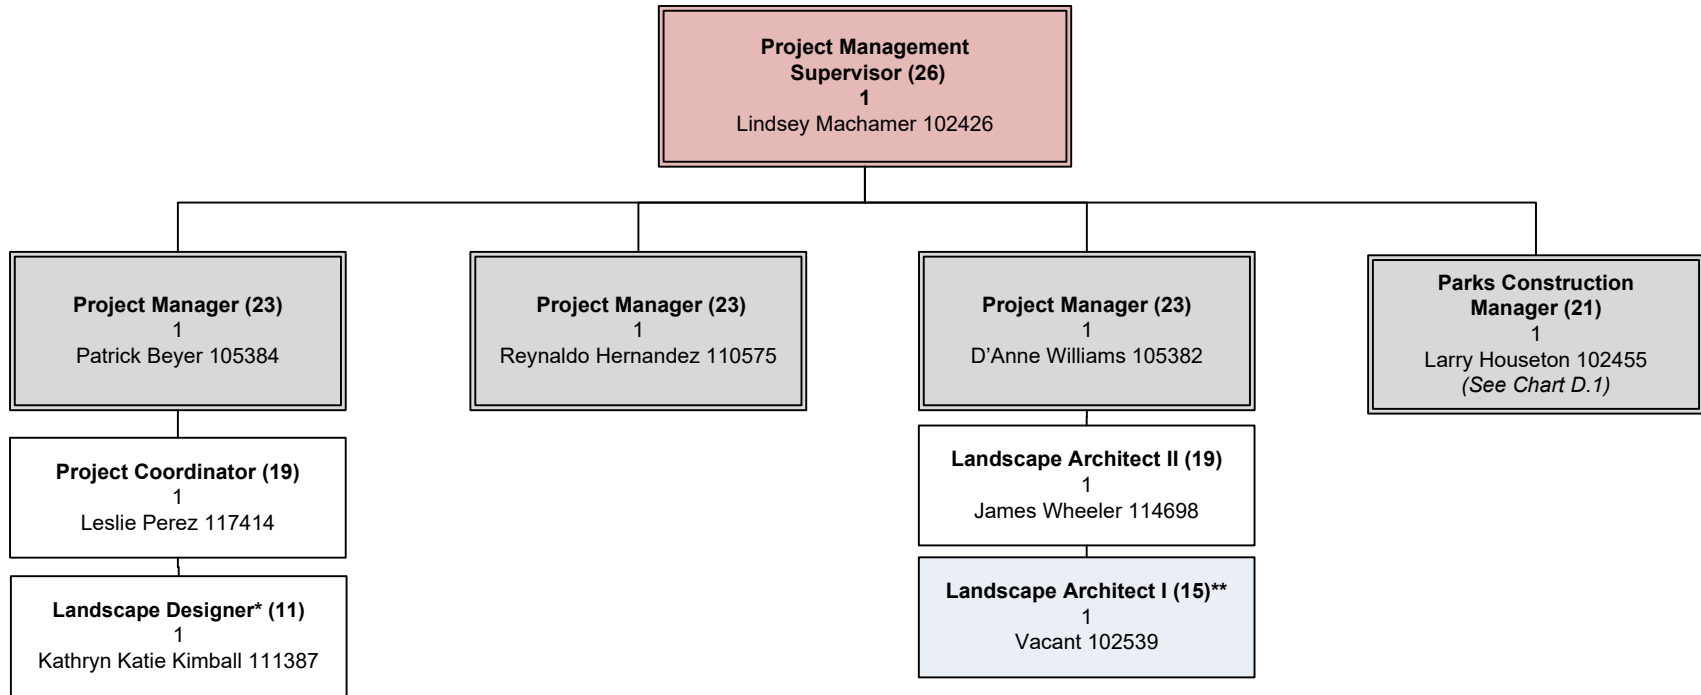 Project Management
Supervisor (26)
1
Lindsey Machamer 102426
Project Manager (23)
1
Patrick Beyer 105384
Project Manager (23)
1
Reynaldo Hernandez 110575
Project Manager (23)
1
D’Anne Williams 105382
Parks Construction
Manager (21)
1
Larry Houseton 102455
(See Chart D.1)
Project Coordinator (19)
1
Leslie Perez 117414
Landscape Architect II (19)
1
James Wheeler 114698
Landscape Designer* (11)
1
Kathryn Katie Kimball 111387
Landscape Architect I (15)**
1
Vacant 102539